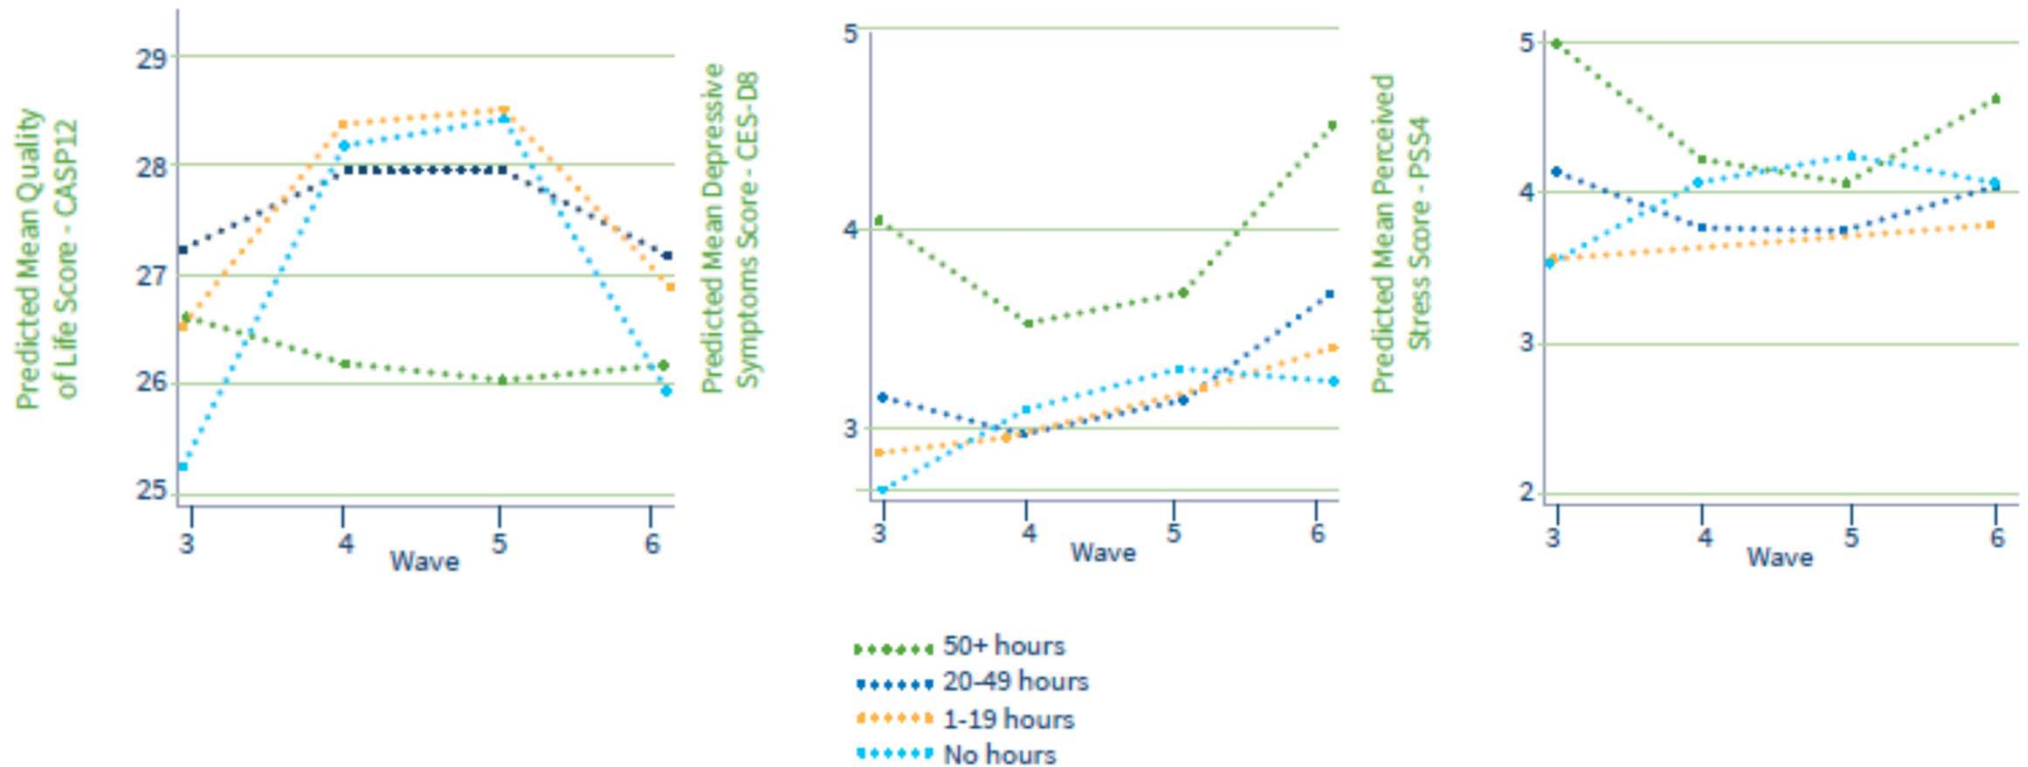 Predicted Mean Quality
of Life Score - CASP12
29
28
27
26
25
3
4
5
6
Wave
Predicted Mean Depressive
Symptoms Score - CES-D8
5
4
3
3
4
5
6
Wave
Predicted Mean Perceived
Stress Score - PSS4
5
4
3
2
3
4
5
6
Wave
50+ hours
20-49 hours
1-19 hours
No hours